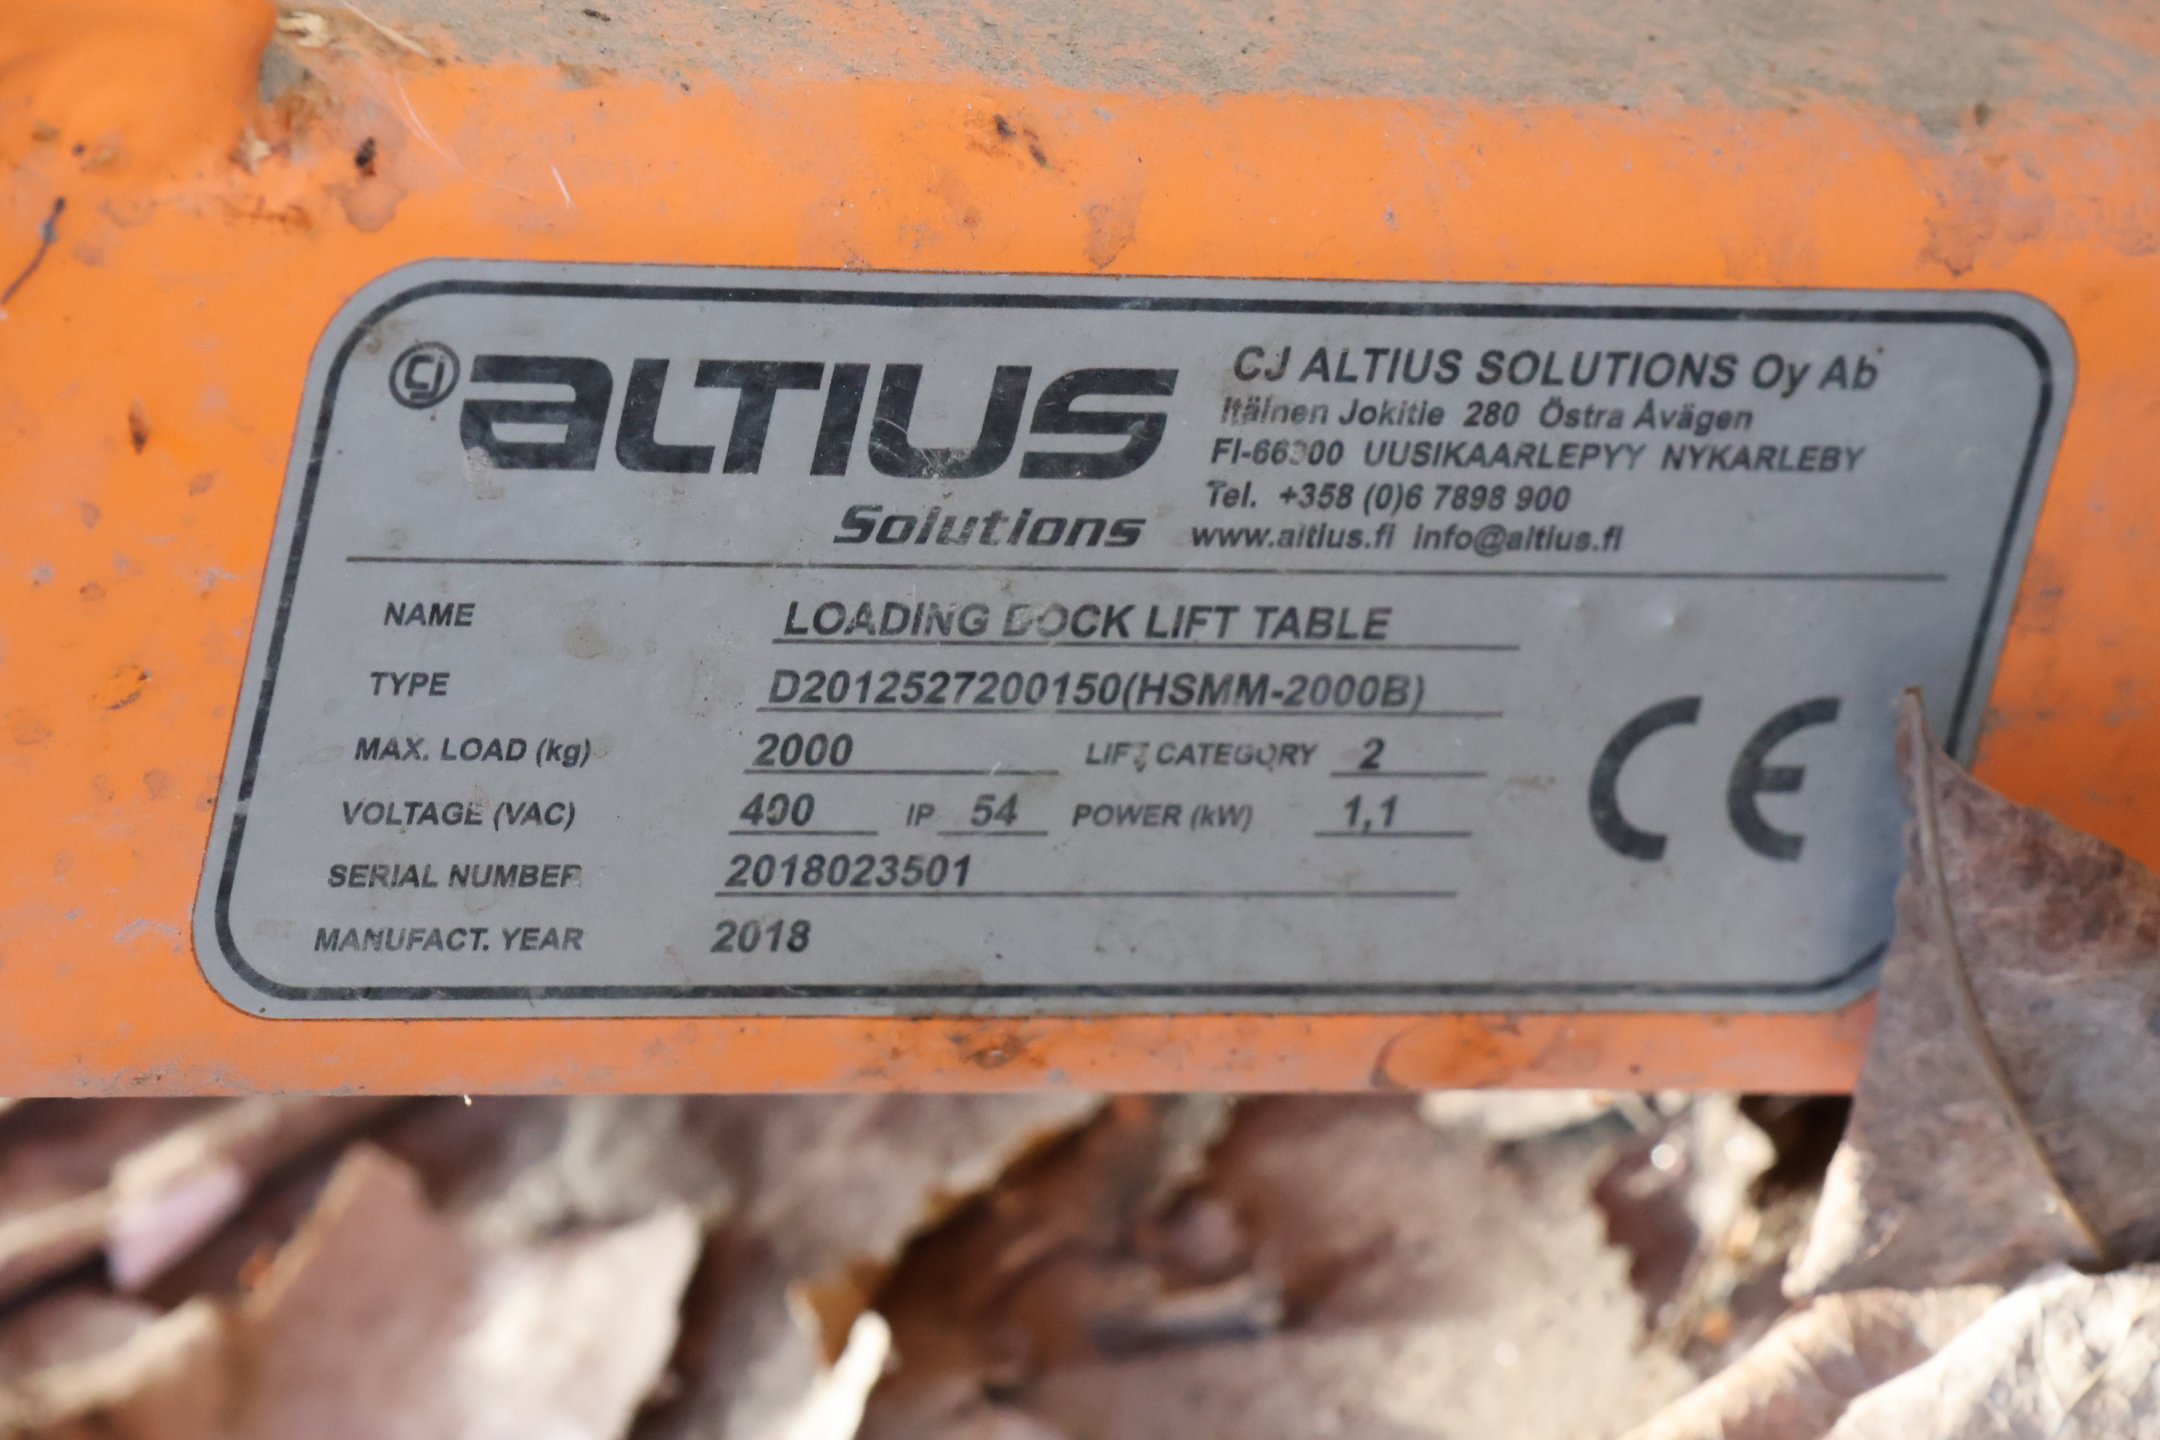 CJ ALTIUS
Solutions
CJ ALTIUS SOLUTIONS Oy Ab
Itäinen Jokitie 280 Östra Åvägen
FI-66900 UUSIKAARLEPYY NYKARLEBY
Tel. +358 (0)6 7898 900
www.altius.fi info@altius.fi
NAME LOADING DOCK LIFT TABLE
TYPE D2012527200150(HSMM-2000B)
MAX. LOAD (kg) 2000 LIFT CATEGORY 2
VOLTAGE (VAC) 400 IP 54 POWER (kW) 1,1
SERIAL NUMBER 2018023501
MANUFACT. YEAR 2018
CE